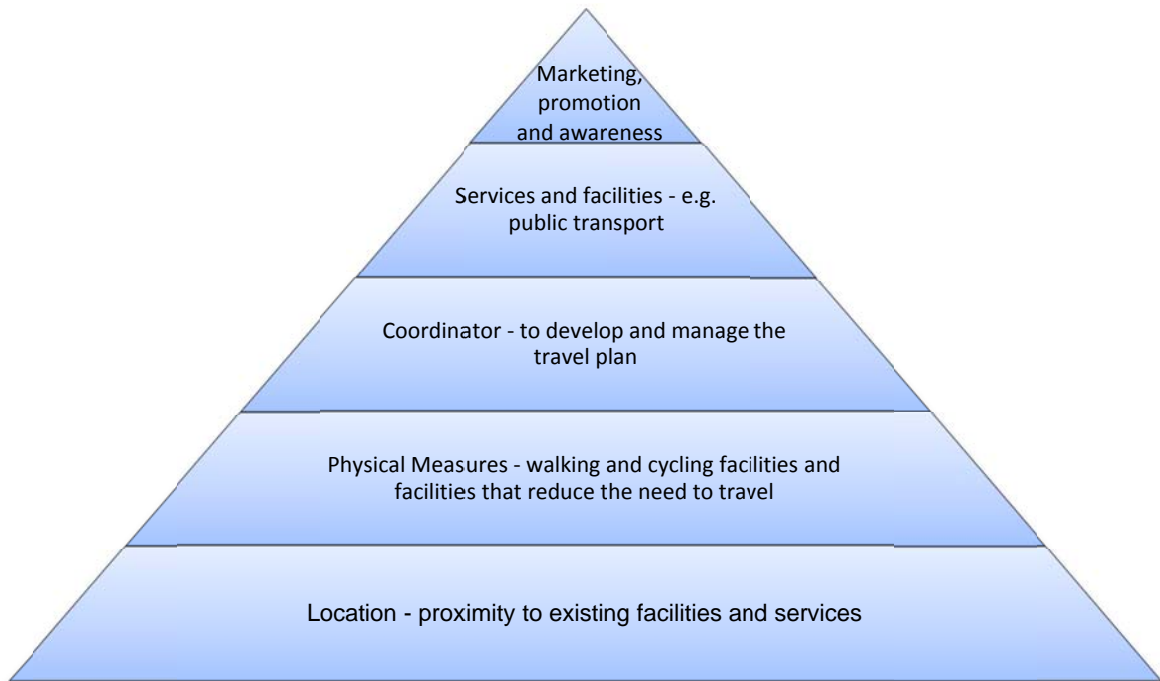 Marketing,
promotion
and awareness
Services and facilities - e.g.
public transport
Coordinator - to develop and manage the
travel plan
Physical Measures - walking and cycling facilities and
facilities that reduce the need to travel
Location - proximity to existing facilities and services